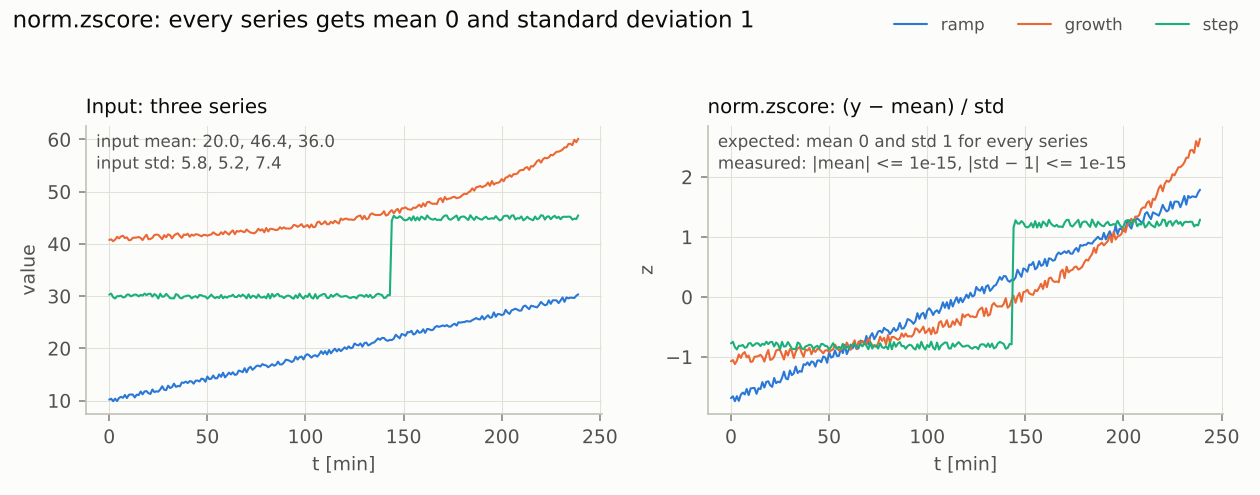 norm.zscore: every series gets mean 0 and standard deviation 1
ramp
growth
step
Input: three series
input mean: 20.0, 46.4, 36.0
input std: 5.8, 5.2, 7.4
60
50
40
30
20
10
value
0
50
100
150
200
250
t [min]
norm.zscore: (y − mean) / std
expected: mean 0 and std 1 for every series
measured: |mean| <= 1e-15, |std − 1| <= 1e-15
2
1
0
−1
z
0
50
100
150
200
250
t [min]